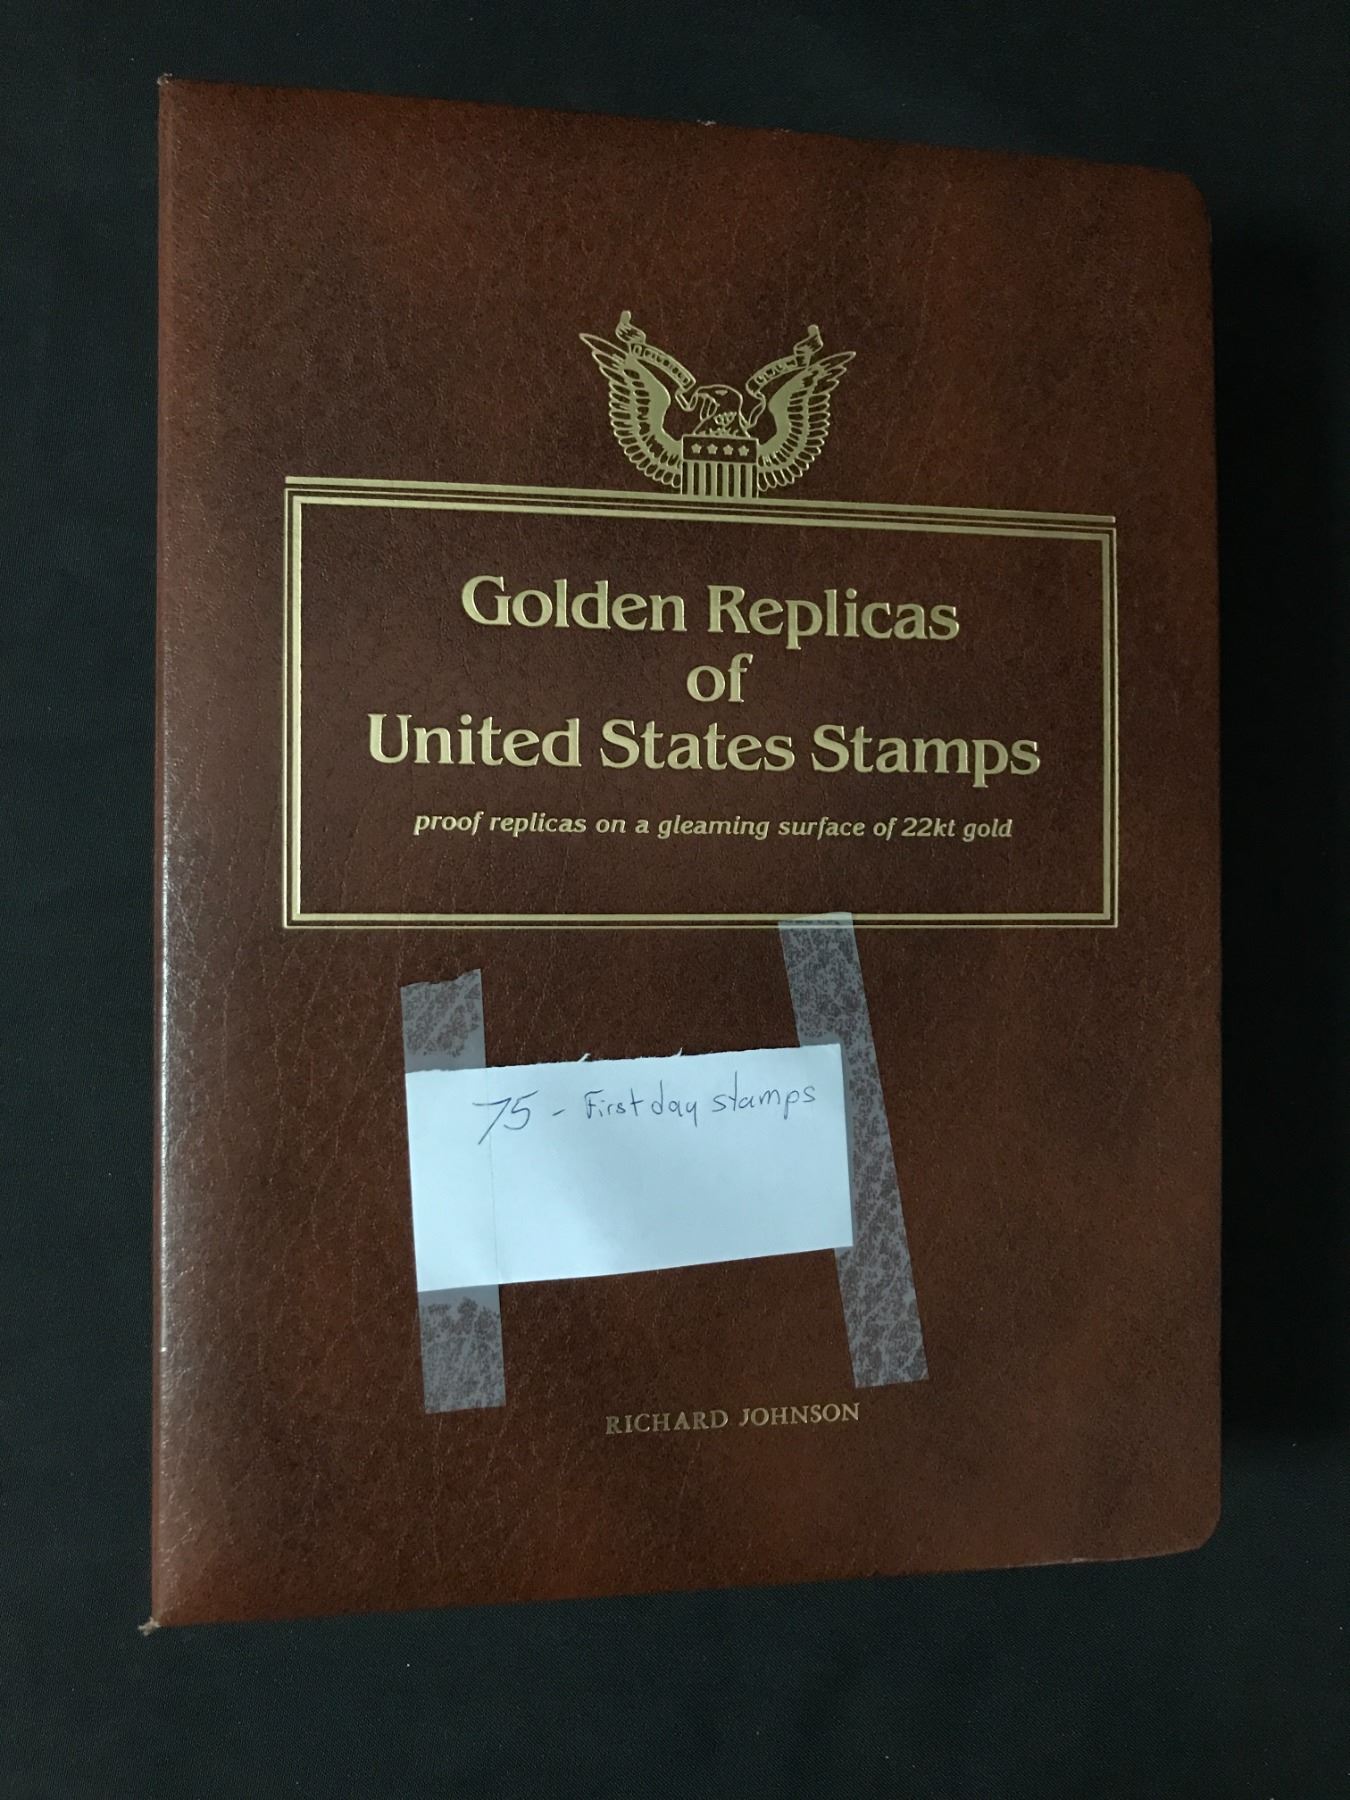 Golden Replicas
of
United States Stamps
proof replicas on a gleaming surface of 22kt gold
75 - First day stamps
RICHARD JOHNSON